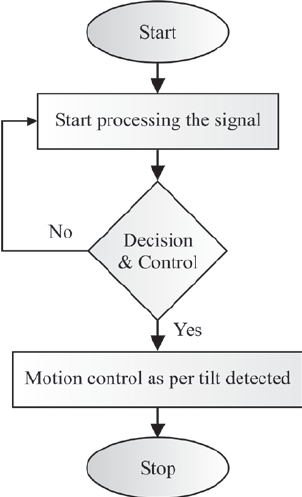 Start
Start processing the signal
No
Decision
& Control
Yes
Motion control as per tilt detected
Stop